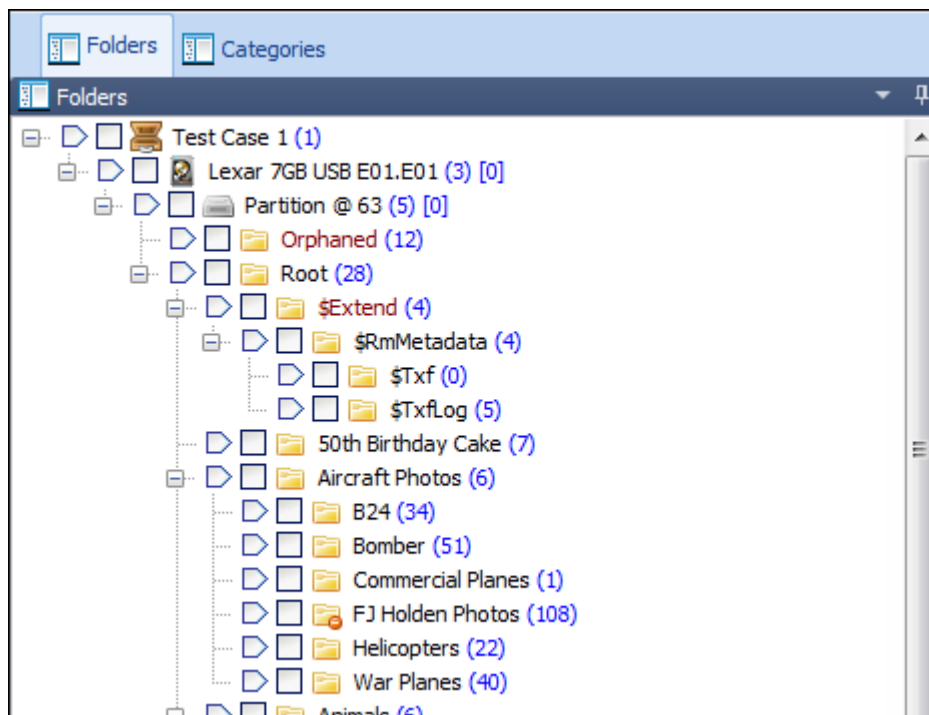 Folders Categories
Folders
Test Case 1 (1)
Lexar 7GB USB E01.E01 (3) [0]
Partition @ 63 (5) [0]
Orphaned (12)
Root (28)
$Extend (4)
$RmMetadata (4)
$Txf (0)
$TxfLog (5)
50th Birthday Cake (7)
Aircraft Photos (6)
B24 (34)
Bomber (51)
Commercial Planes (1)
FJ Holden Photos (108)
Helicopters (22)
War Planes (40)
Animals (6)